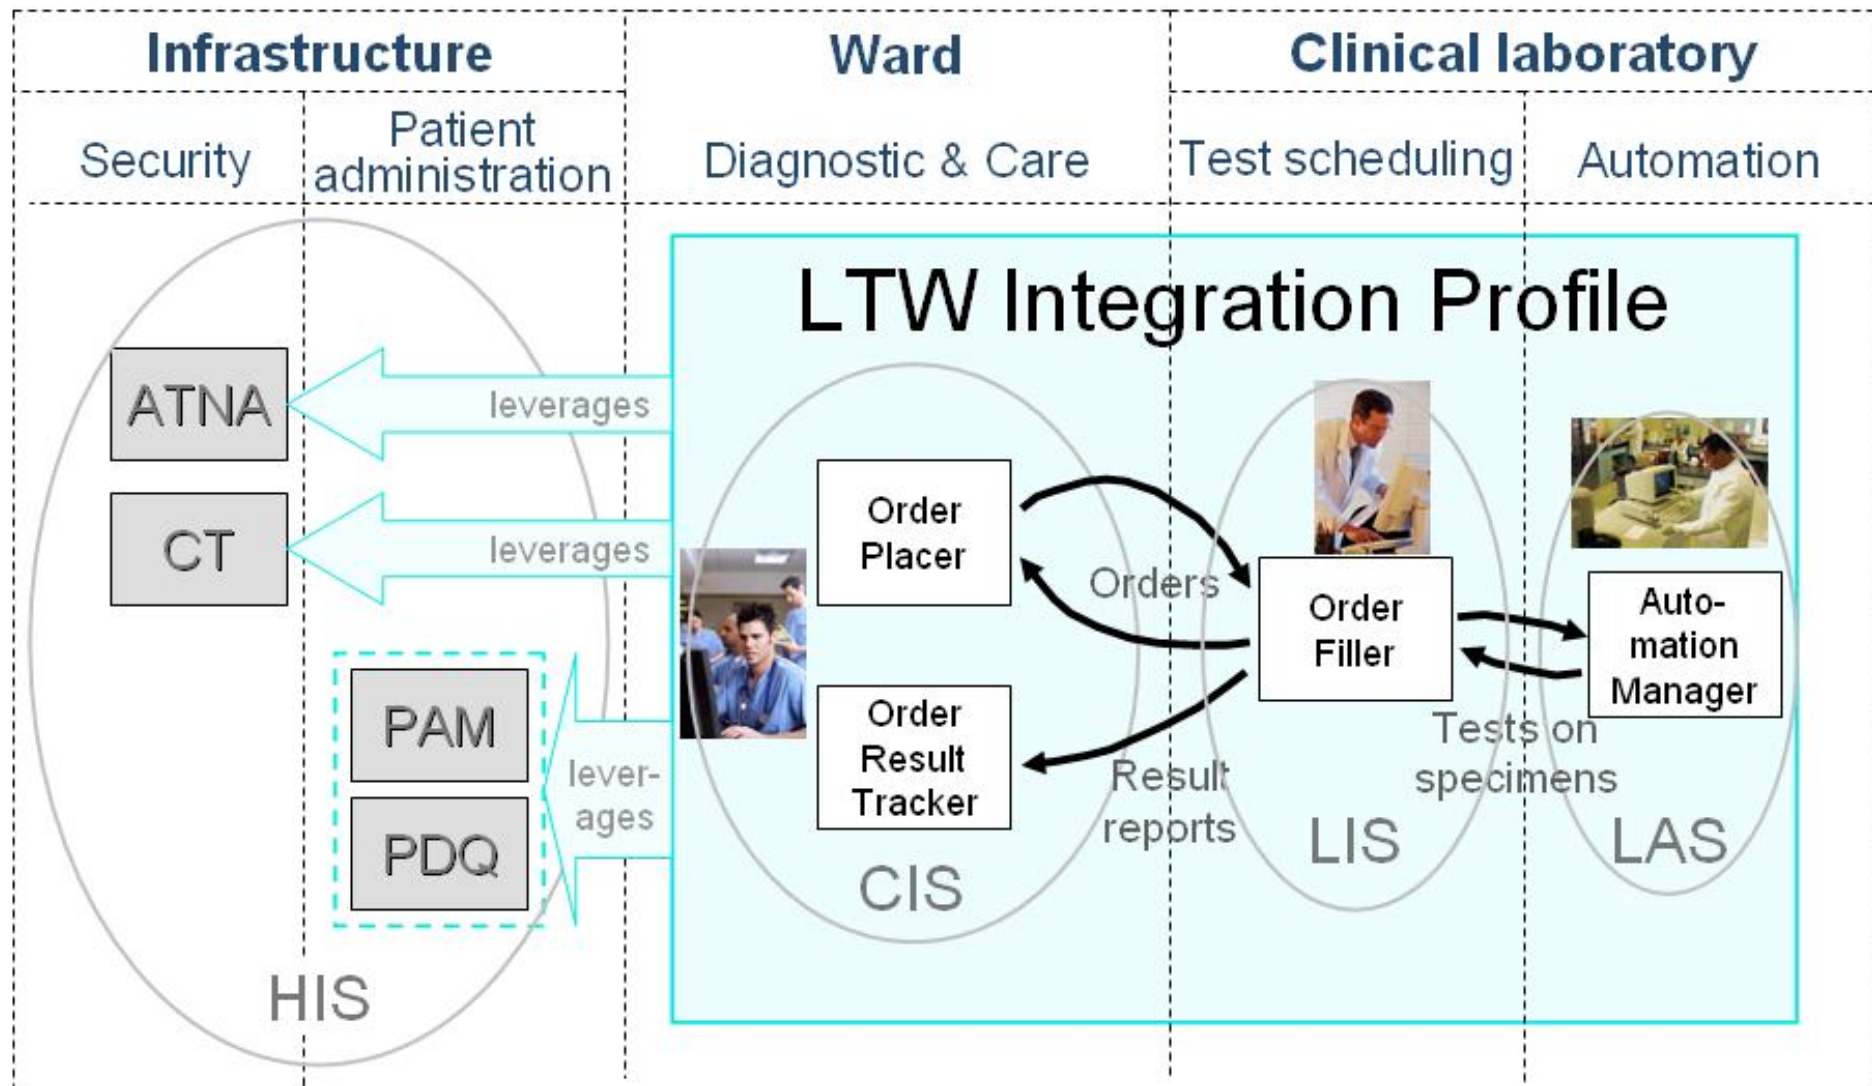 Infrastructure
Ward
Clinical laboratory
Security
Patient
administration
Diagnostic & Care
Test scheduling
Automation
LTW Integration Profile
ATNA
leverages
CT
leverages
PAM
PDQ
lever-
ages
HIS
Order
Placer
Orders
Order
Result
Tracker
Result
reports
CIS
Order
Filler
LIS
Tests on
specimens
Auto-
mation
Manager
LAS